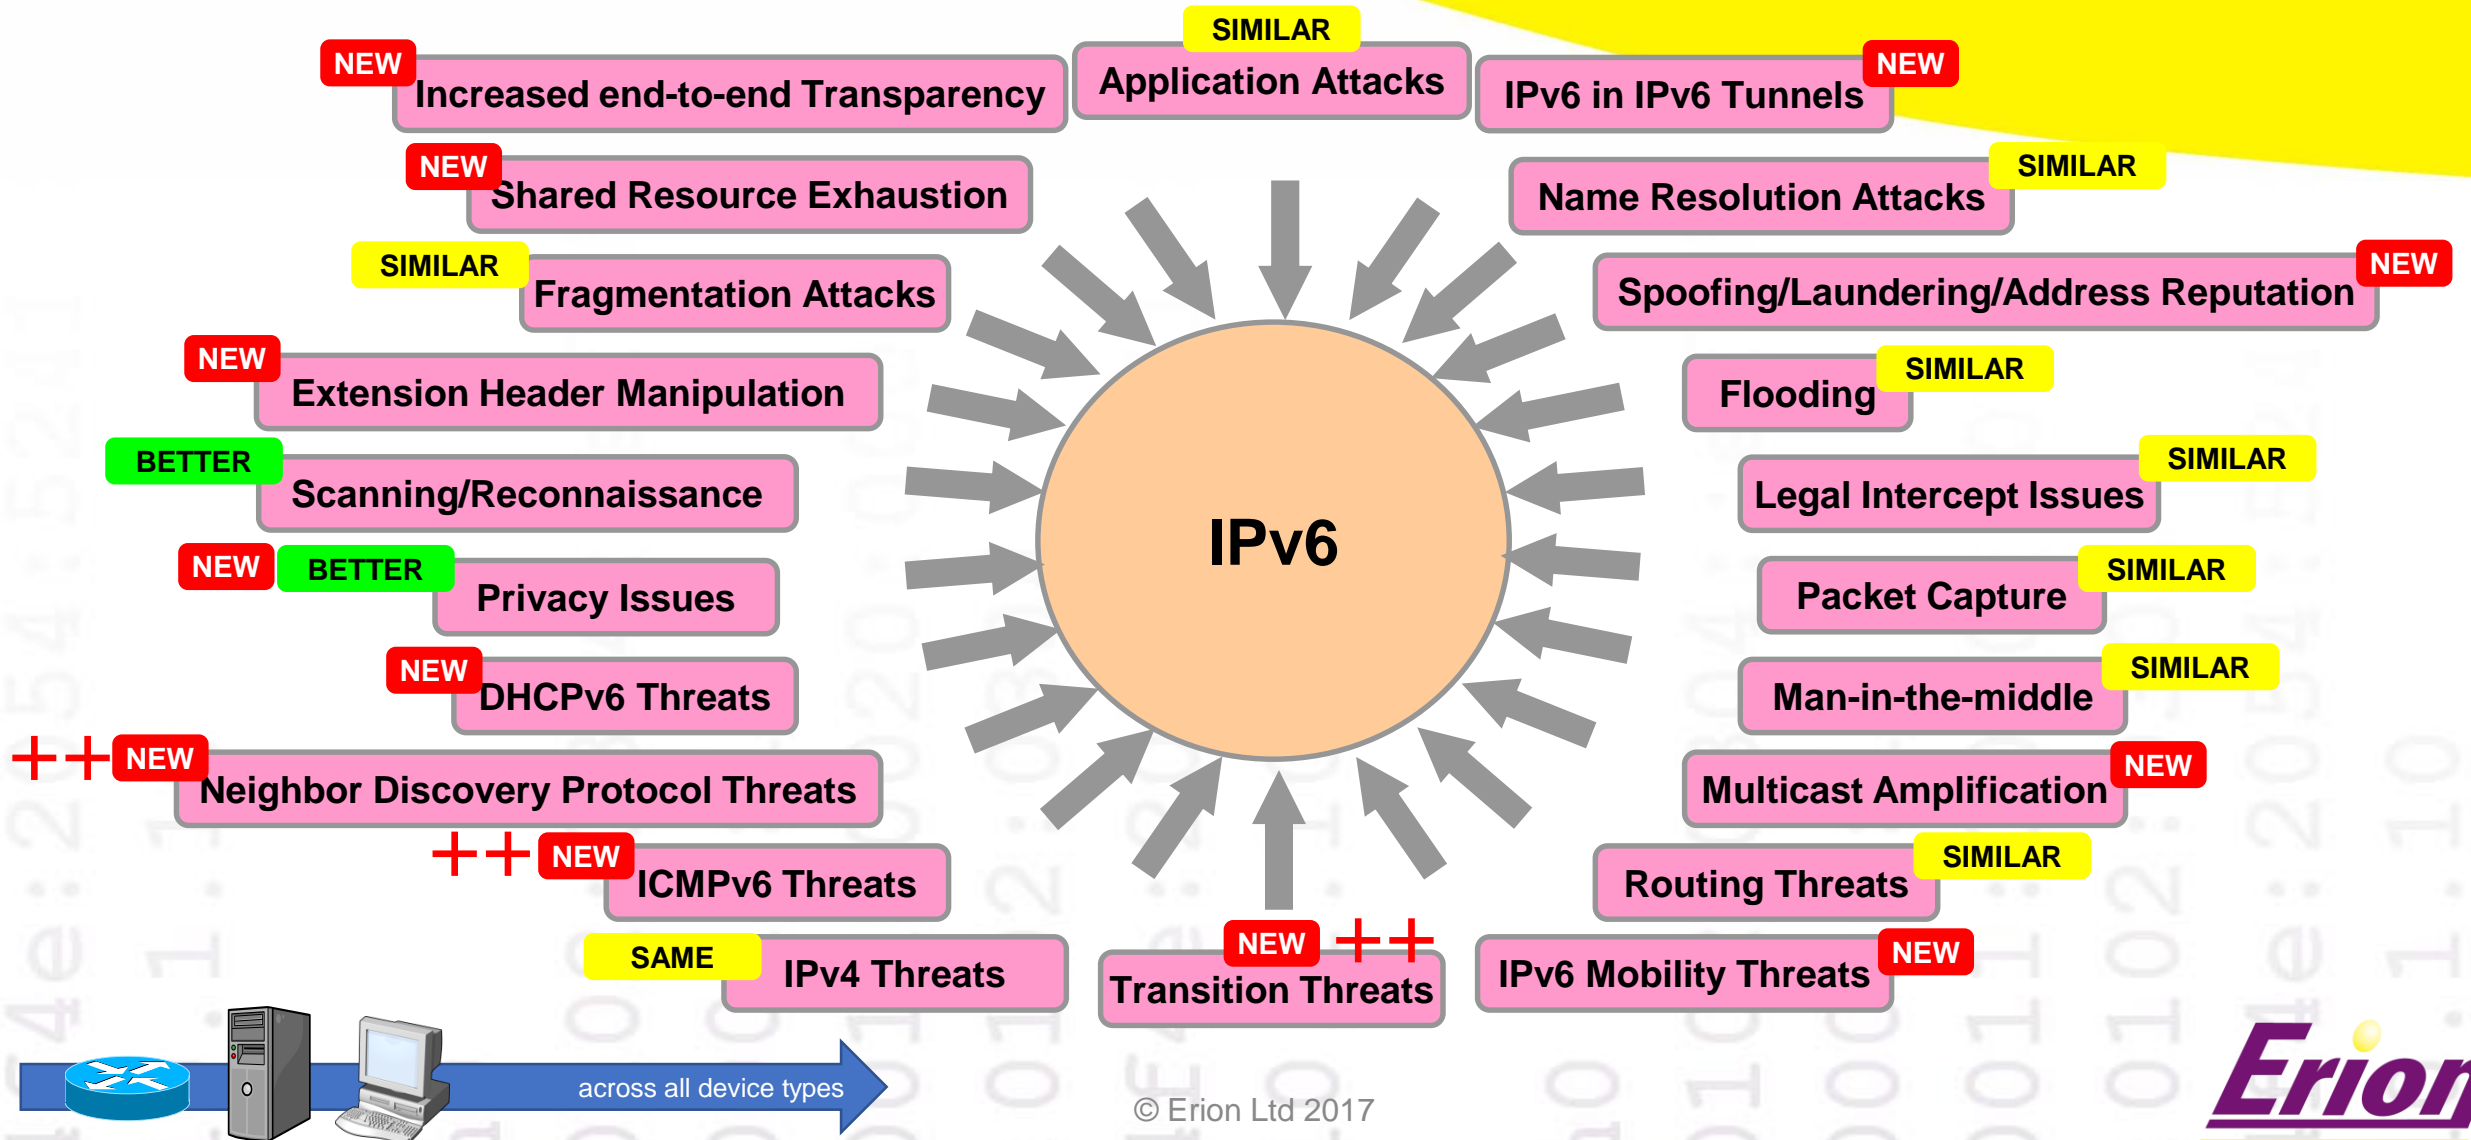 SIMILAR
Application Attacks
NEW
Increased end-to-end Transparency
NEW
IPv6 in IPv6 Tunnels
NEW
Shared Resource Exhaustion
SIMILAR
Name Resolution Attacks
SIMILAR
Fragmentation Attacks
NEW
Spoofing/Laundering/Address Reputation
NEW
Extension Header Manipulation
SIMILAR
Flooding
BETTER
Scanning/Reconnaissance
SIMILAR
Legal Intercept Issues
IPv6
NEW BETTER
Privacy Issues
SIMILAR
Packet Capture
NEW
DHCPv6 Threats
SIMILAR
Man-in-the-middle
++ NEW
Neighbor Discovery Protocol Threats
NEW
Multicast Amplification
++ NEW
ICMPv6 Threats
SIMILAR
Routing Threats
SAME
IPv4 Threats
NEW ++
Transition Threats
NEW
IPv6 Mobility Threats
across all device types
© Erion Ltd 2017
Erion